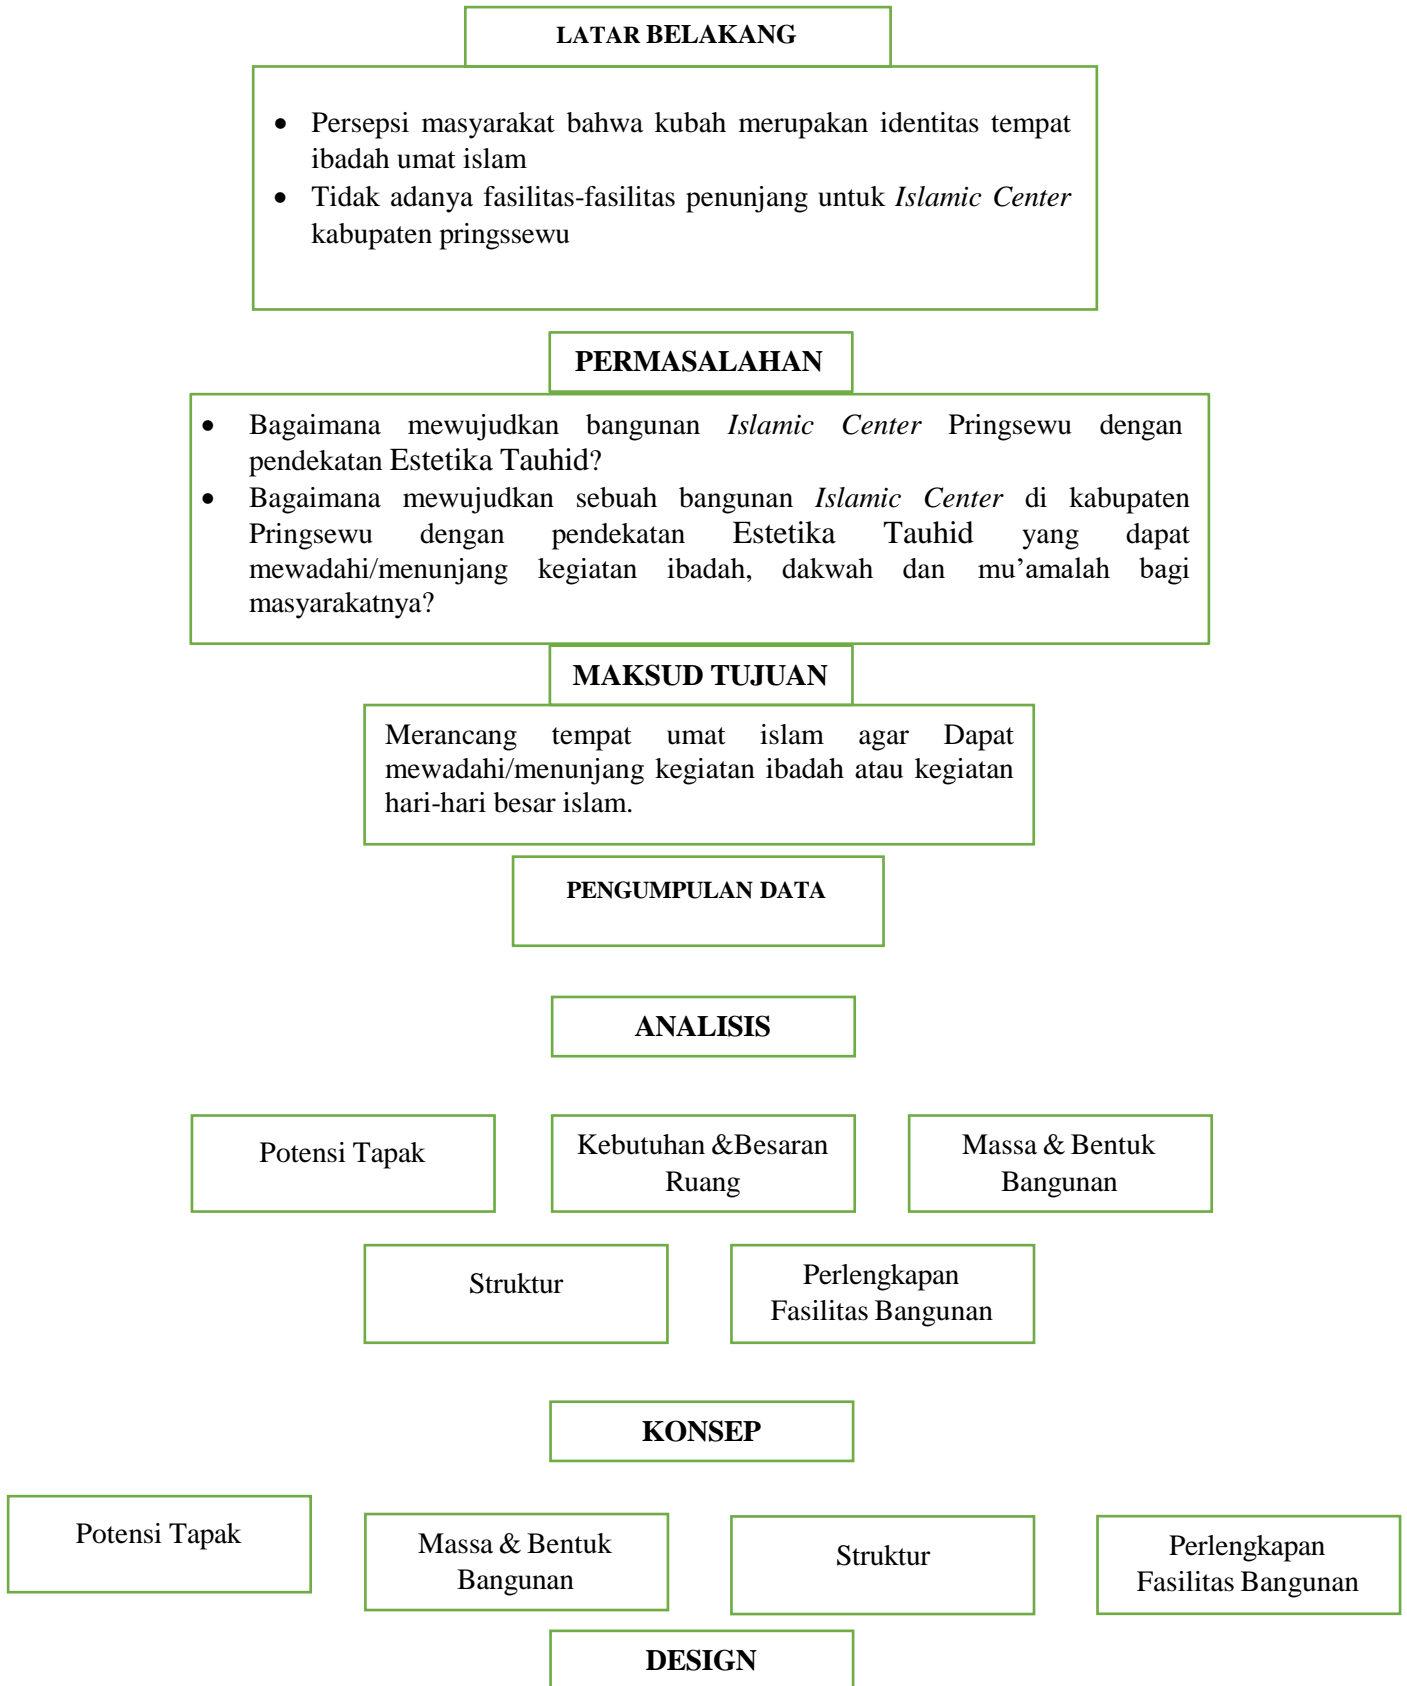 LATAR BELAKANG
• Persepsi masyarakat bahwa kubah merupakan identitas tempat
ibadah umat islam
• Tidak adanya fasilitas-fasilitas penunjang untuk Islamic Center
kabupaten pringssewu
PERMASALAHAN
• Bagaimana mewujudkan bangunan Islamic Center Pringsewu dengan
pendekatan Estetika Tauhid?
• Bagaimana mewujudkan sebuah bangunan Islamic Center di kabupaten
Pringsewu dengan pendekatan Estetika Tauhid yang dapat
mewadahi/menunjang kegiatan ibadah, dakwah dan mu’amalah bagi
masyarakatnya?
MAKSUD TUJUAN
Merancang tempat umat islam agar Dapat
mewadahi/menunjang kegiatan ibadah atau kegiatan
hari-hari besar islam.
PENGUMPULAN DATA
ANALISIS
Potensi Tapak
Kebutuhan &Besaran
Ruang
Massa & Bentuk
Bangunan
Struktur
Perlengkapan
Fasilitas Bangunan
KONSEP
Potensi Tapak
Massa & Bentuk
Bangunan
Struktur
Perlengkapan
Fasilitas Bangunan
DESIGN